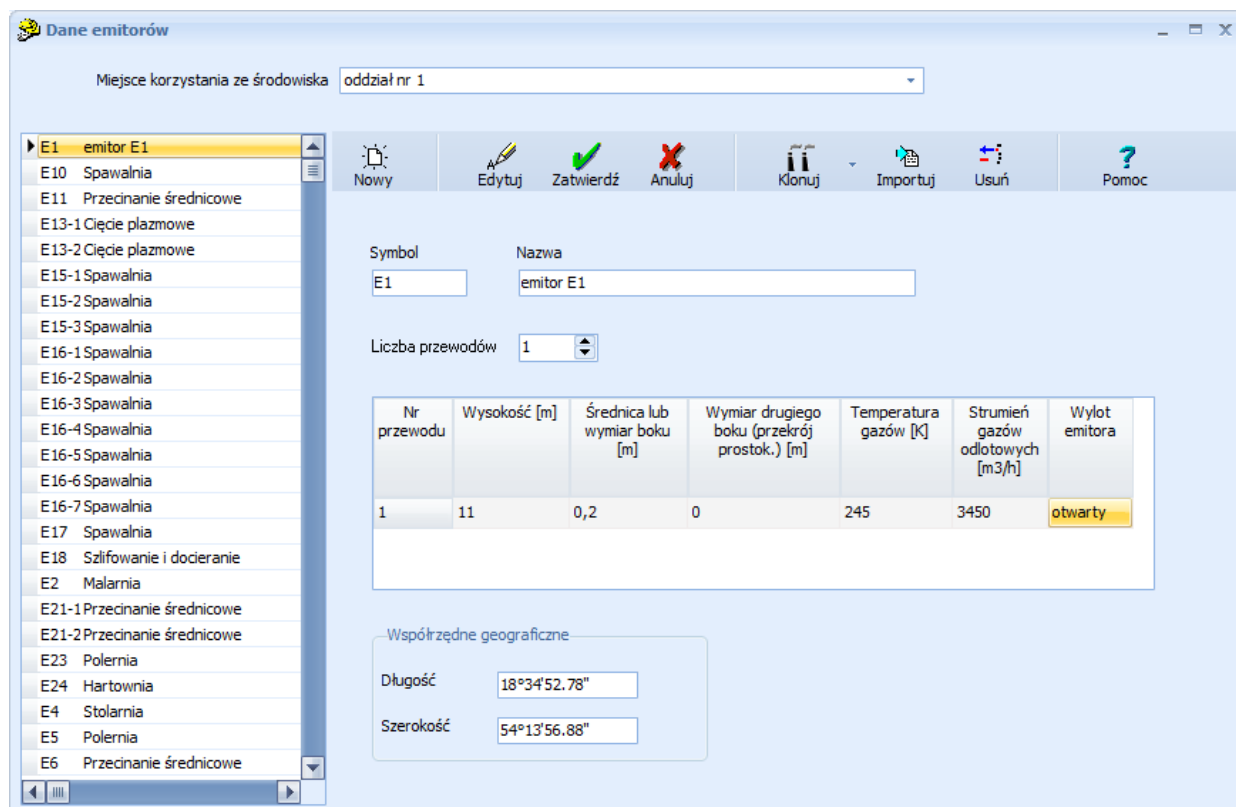 Dane emitorów
Miejsce korzystania ze środowiska oddział nr 1
E1 emitor E1
E10 Spawalnia
E11 Przecinanie średnicowe
E13-1 Cięcie plazmowe
E13-2 Cięcie plazmowe
E15-1 Spawalnia
E15-2 Spawalnia
E15-3 Spawalnia
E16-1 Spawalnia
E16-2 Spawalnia
E16-3 Spawalnia
E16-4 Spawalnia
E16-5 Spawalnia
E16-6 Spawalnia
E16-7 Spawalnia
E17 Spawalnia
E18 Szlifowanie i docieranie
E2 Malarnia
E21-1 Przecinanie średnicowe
E21-2 Przecinanie średnicowe
E23 Polernia
E24 Hartownia
E4 Stolarnia
E5 Polernia
E6 Przecinanie średnicowe
Nowy Edytuj Zatwierdź Anuluj Klonuj Importuj Usuń Pomoc
Symbol Nazwa
E1 emitor E1
Liczba przewodów 1
Nr Wysokość [m] Średnica lub Wymiar drugiego Temperatura Strumień Wylot
przewodu wymiar boku boku (przekrój gazów [K] gazów emitora
[m] prostok.) [m] odlotowych
[m3/h]
1 11 0,2 0 245 3450 otwarty
Współrzędne geograficzne
Długość 18°34'52.78"
Szerokość 54°13'56.88"